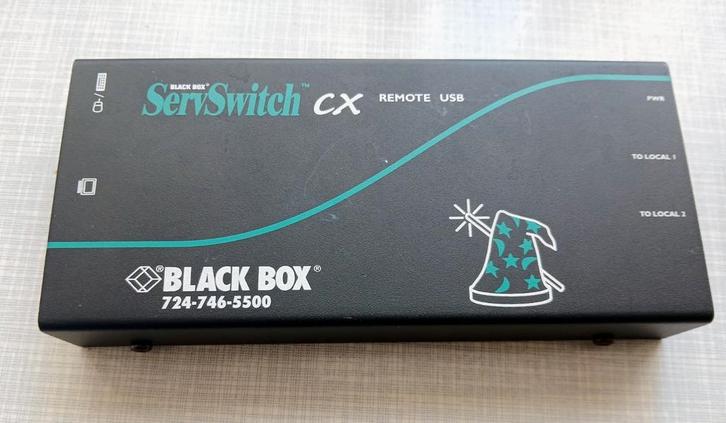 BLACK BOX®
ServSwitch™ CX REMOTE USB
PWR
TO LOCAL 1
TO LOCAL 2
®BLACK BOX®
724-746-5500